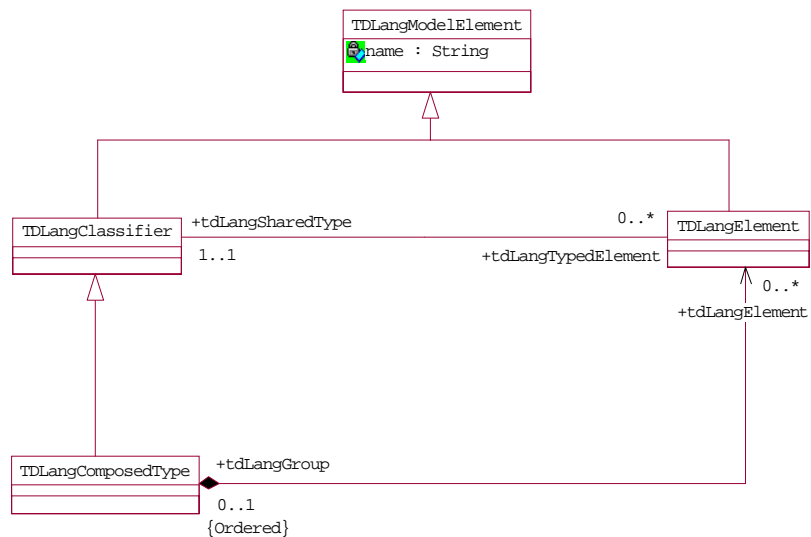 TDLangModelElement
name : String
+tdLangSharedType
0..*
TDLangClassifier
TDLangElement
1..1
+tdLangTypedElement
0..*
+tdLangElement
+tdLangGroup
TDLangComposedType
0..1
{Ordered}